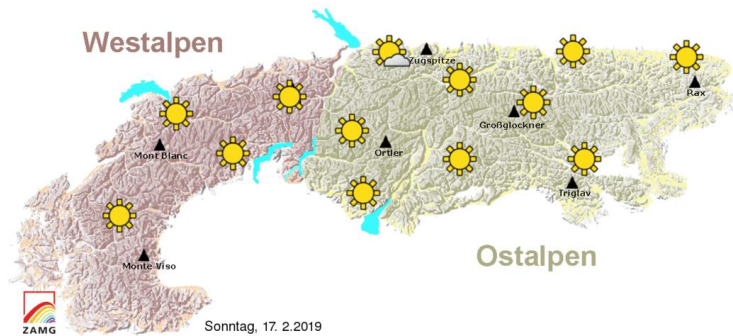 Westalpen
Zugspitze
Rax
Großglockner
Mont Blanc
Ortler
Triglav
Monte Viso
Ostalpen
ZAMG
Sonntag, 17. 2.2019